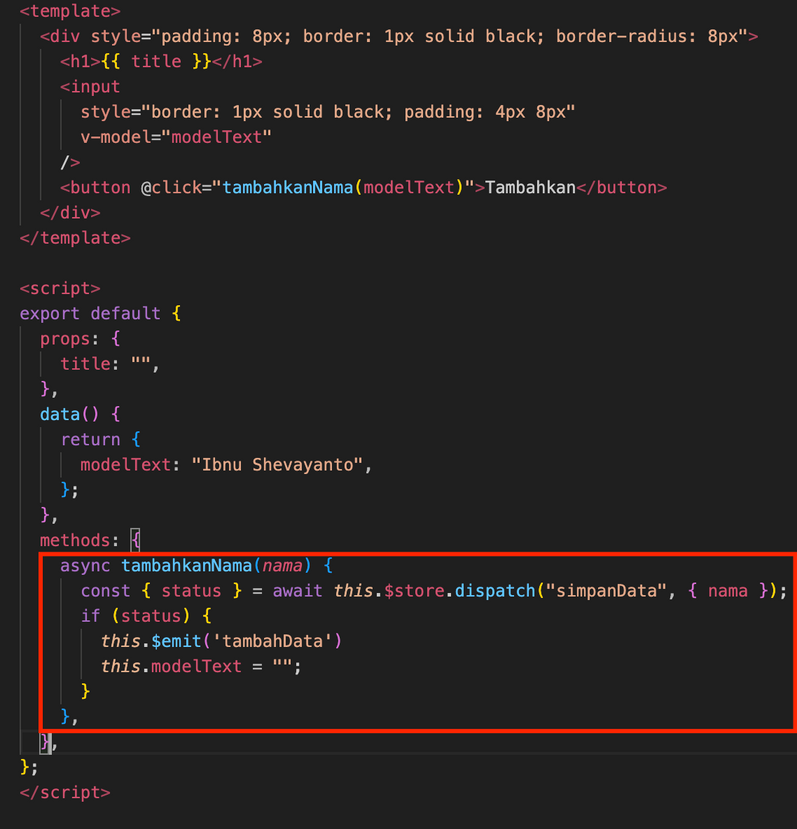 <template>
<div style="padding: 8px; border: 1px solid black; border-radius: 8px">
<h1>{{ title }}</h1>
<input
style="border: 1px solid black; padding: 4px 8px"
v-model="modelText"
/>
<button @click="tambahkanNama(modelText)">Tambahkan</button>
</div>
</template>
<script>
export default {
props: {
title: "",
},
data() {
return {
modelText: "Ibnu Shevayanto",
};
},
methods: {
async tambahkanNama(nama) {
const { status } = await this.$store.dispatch("simpanData", { nama });
if (status) {
this.$emit('tambahData')
this.modelText = "";
}
},
},
};
</script>